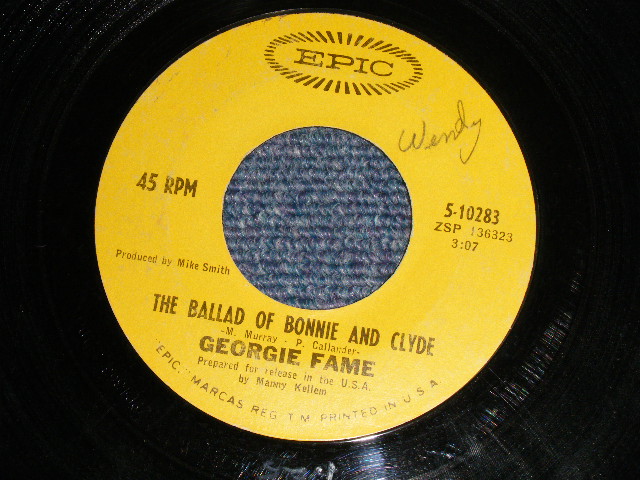 EPIC
Wendy
45 RPM
5-10283
ZSP 136323
3:07
Produced by Mike Smith
THE BALLAD OF BONNIE AND CLYDE
-M. Murray - P. Callander-
GEORGIE FAME
Prepared for release in the U.S.A.
by Manny Kellem
"EPIC," MARCAS REG. T.M. PRINTED IN U.S.A.